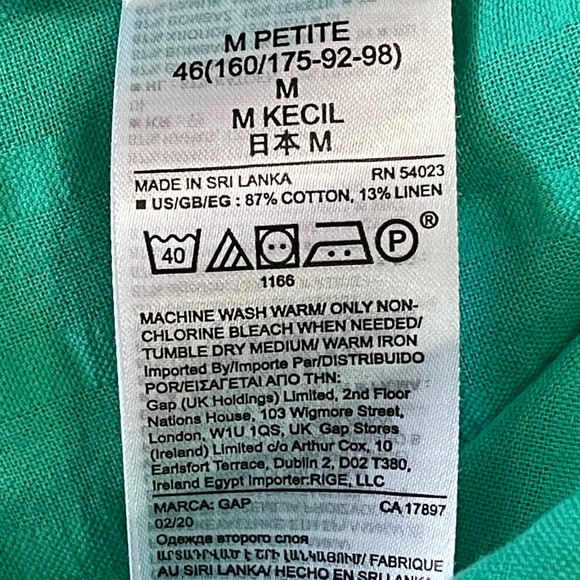 M PETITE
46(160/175-92-98)
M
M KECIL
日本 M
MADE IN SRI LANKA RN 54023
■ US/GB/EG : 87% COTTON, 13% LINEN
40 P ®
1166
MACHINE WASH WARM/ ONLY NON-
CHLORINE BLEACH WHEN NEEDED/
TUMBLE DRY MEDIUM/ WARM IRON
Imported By/Importe Par/DISTRIBUIDO
POR/ΕΙΣΑΓΕΤΑΙ ΑΠΟ ΤΗΝ:
Gap (UK Holdings) Limited, 2nd Floor
Nations House, 103 Wigmore Street,
London, W1U 1QS, UK Gap Stores
(Ireland) Limited c/o Arthur Cox, 10
Earlsfort Terrace, Dublin 2, D02 T380,
Ireland Egypt Importer:RIGE, LLC
MARCA: GAP CA 17897
02/20
Одежда второго слоя
ԱՐՏԱԴՐՎԱԾ Է ՇՐԻ ԼԱՆԿԱՅՈՒՄ/ FABRIQUE
AU SRI LANKA/ HECHO EN SRI LANKA